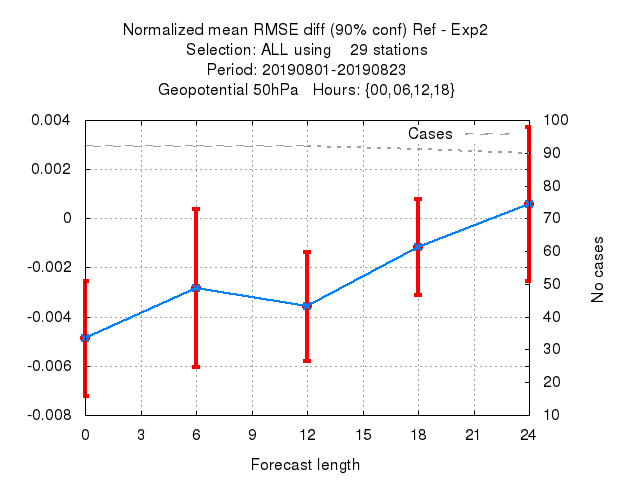 Normalized mean RMSE diff (90% conf) Ref - Exp2
Selection: ALL using    29 stations
Period: 20190801-20190823
Geopotential 50hPa   Hours: {00,06,12,18}
Cases
0.004
0.002
0
-0.002
-0.004
-0.006
-0.008
100
90
80
70
60
50
40
30
20
10
No cases
0 3 6 9 12 15 18 21 24
Forecast length